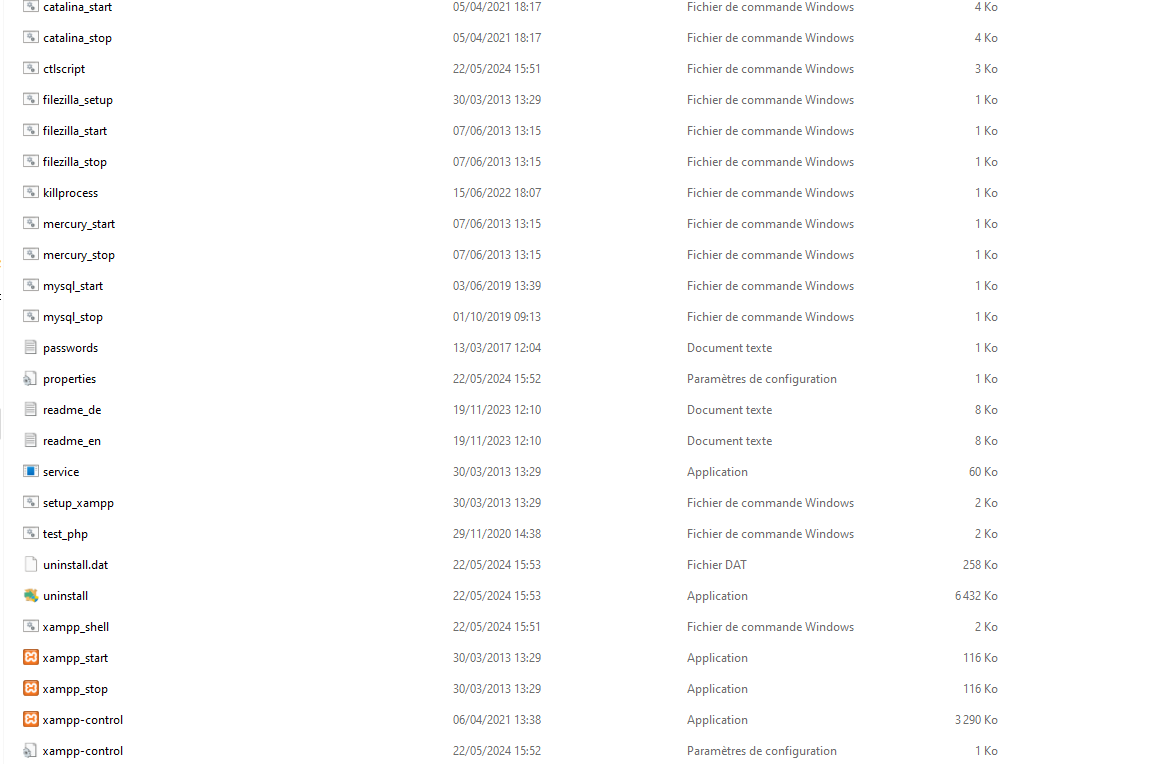 catalina_start 05/04/2021 18:17 Fichier de commande Windows 4 Ko
catalina_stop 05/04/2021 18:17 Fichier de commande Windows 4 Ko
ctlscript 22/05/2024 15:51 Fichier de commande Windows 3 Ko
filezilla_setup 30/03/2013 13:29 Fichier de commande Windows 1 Ko
filezilla_start 07/06/2013 13:15 Fichier de commande Windows 1 Ko
filezilla_stop 07/06/2013 13:15 Fichier de commande Windows 1 Ko
killprocess 15/06/2022 18:07 Fichier de commande Windows 1 Ko
mercury_start 07/06/2013 13:15 Fichier de commande Windows 1 Ko
mercury_stop 07/06/2013 13:15 Fichier de commande Windows 1 Ko
mysql_start 03/06/2019 13:39 Fichier de commande Windows 1 Ko
mysql_stop 01/10/2019 09:13 Fichier de commande Windows 1 Ko
passwords 13/03/2017 12:04 Document texte 1 Ko
properties 22/05/2024 15:52 Paramètres de configuration 1 Ko
readme_de 19/11/2023 12:10 Document texte 8 Ko
readme_en 19/11/2023 12:10 Document texte 8 Ko
service 30/03/2013 13:29 Application 60 Ko
setup_xampp 30/03/2013 13:29 Fichier de commande Windows 2 Ko
test_php 29/11/2020 14:38 Fichier de commande Windows 2 Ko
uninstall.dat 22/05/2024 15:53 Fichier DAT 258 Ko
uninstall 22/05/2024 15:53 Application 6 432 Ko
xampp_shell 22/05/2024 15:51 Fichier de commande Windows 2 Ko
xampp_start 30/03/2013 13:29 Application 116 Ko
xampp_stop 30/03/2013 13:29 Application 116 Ko
xampp-control 06/04/2021 13:38 Application 3 290 Ko
xampp-control 22/05/2024 15:52 Paramètres de configuration 1 Ko